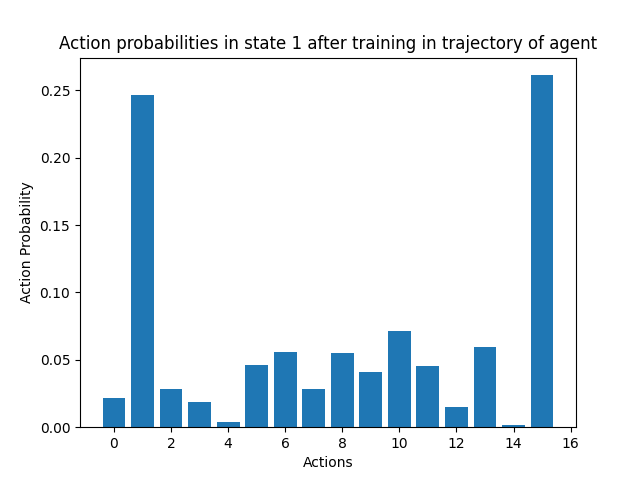 Action probabilities in state 1 after training in trajectory of agent
0.25
0.20
0.15
0.10
0.05
0.00
Action Probability
0 2 4 6 8 10 12 14 16
Actions